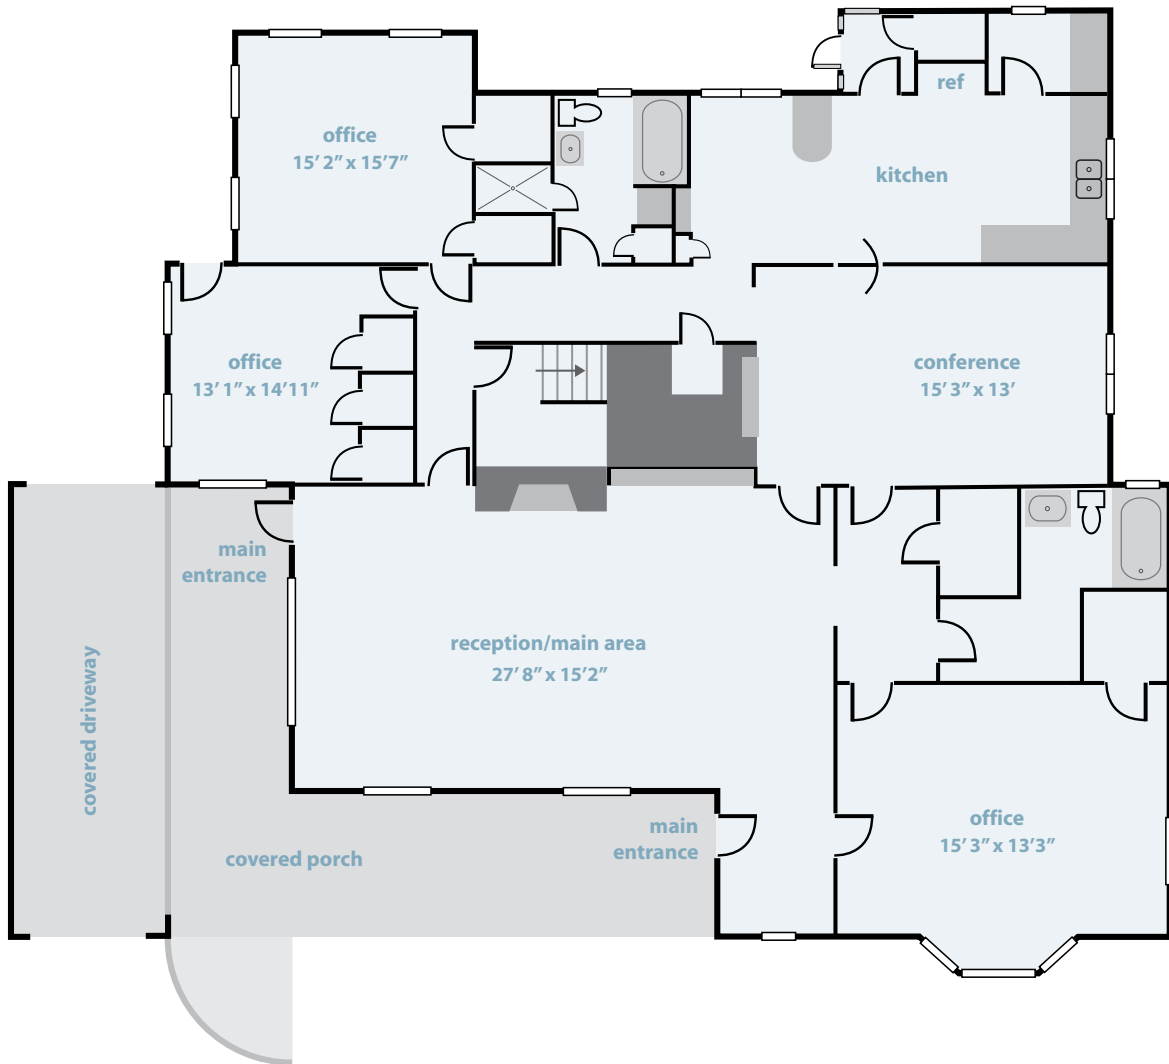 ref
office
15' 2” x 15'7”
kitchen
office
13' 1” x 14'11”
conference
15' 3” x 13'
main
entrance
reception/main area
27' 8” x 15'2”
covered driveway
office
15' 3” x 13'3”
main
entrance
covered porch